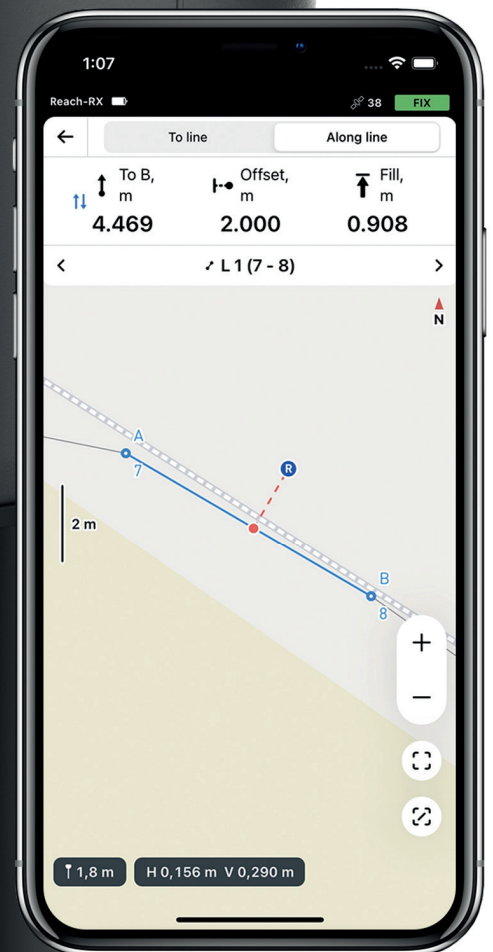 1:07
Reach-RX 38 FIX
To line Along line
To B, m Offset, m Fill, m
4.469 2.000 0.908
L 1 (7 - 8)
N
A
7
R
2 m
B
8
+
−
1,8 m H 0,156 m V 0,290 m